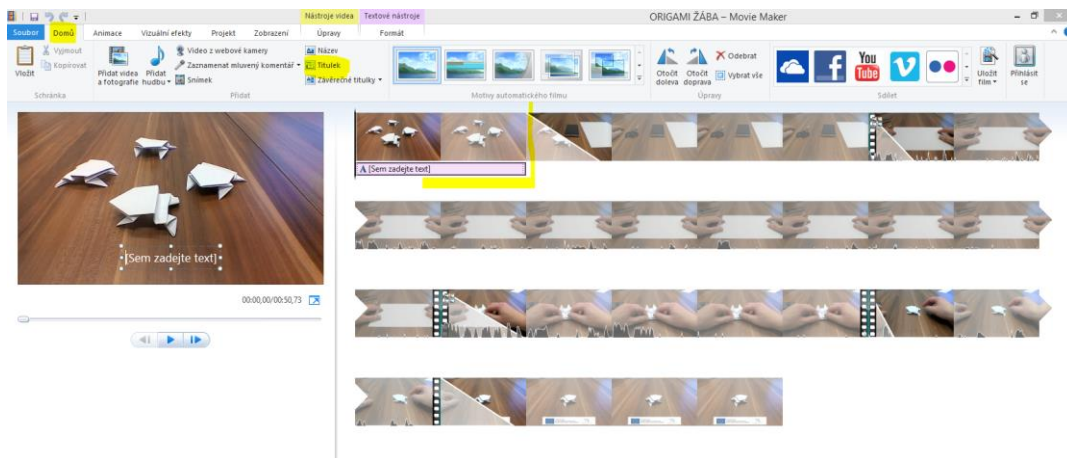 Nástroje videa Textové nástroje ORIGAMI ŽÁBA – Movie Maker
Soubor Domů Animace Vizuální efekty Projekt Zobrazení Úpravy Formát
Vložit
Vyjmout
Kopírovat
Schránka
Přidat videa a fotografie
Přidat hudbu
Video z webové kamery
Zaznamenat mluvený komentář
Snímek
Název
Titulek
Závěrečné titulky
Přidat
Motivy automatického filmu
Otočit doleva
Otočit doprava
Odebrat
Vybrat vše
Úpravy
You Tube
Sdílet
Uložit film
Přihlásit se
[Sem zadejte text]
00:00,00/00:50,73
A [Sem zadejte text]